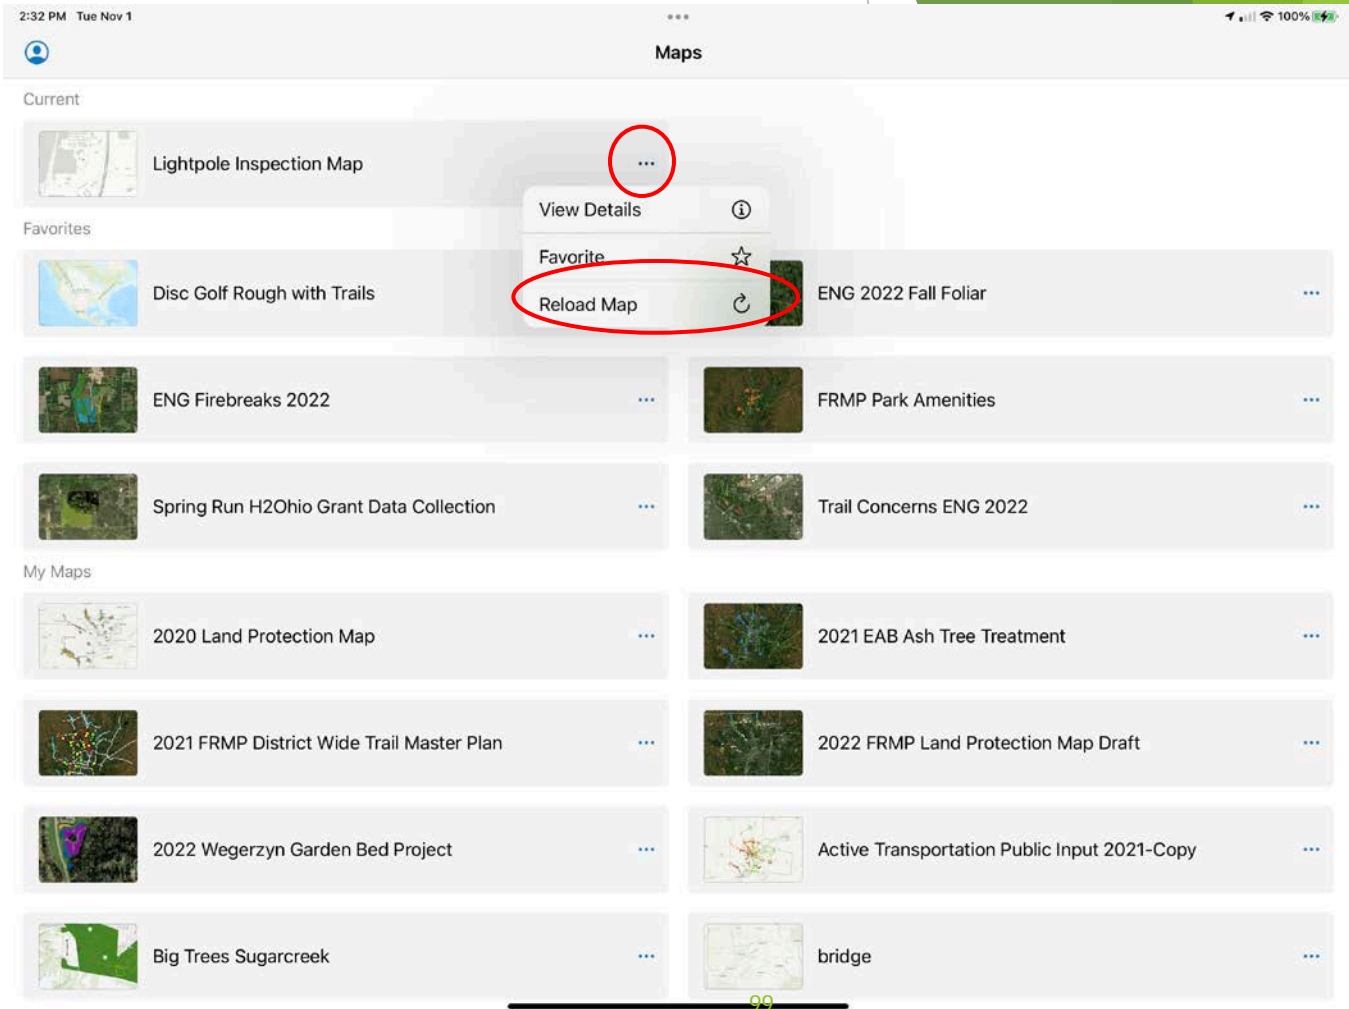 2:32 PM Tue Nov 1
100%
Maps
Current
Lightpole Inspection Map
View Details
Favorite
Reload Map
Favorites
Disc Golf Rough with Trails
ENG 2022 Fall Foliar
ENG Firebreaks 2022
FRMP Park Amenities
Spring Run H2Ohio Grant Data Collection
Trail Concerns ENG 2022
My Maps
2020 Land Protection Map
2021 EAB Ash Tree Treatment
2021 FRMP District Wide Trail Master Plan
2022 FRMP Land Protection Map Draft
2022 Wegerzyn Garden Bed Project
Active Transportation Public Input 2021-Copy
Big Trees Sugarcreek
bridge
99